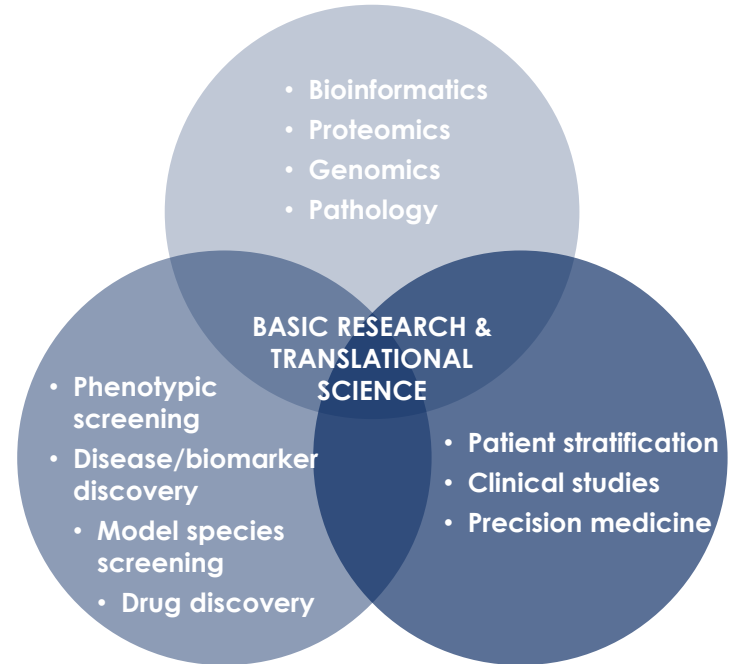 • Bioinformatics
• Proteomics
• Genomics
• Pathology
BASIC RESEARCH &
TRANSLATIONAL
SCIENCE
• Phenotypic
screening
• Disease/biomarker
discovery
• Model species
screening
• Drug discovery
• Patient stratification
• Clinical studies
• Precision medicine